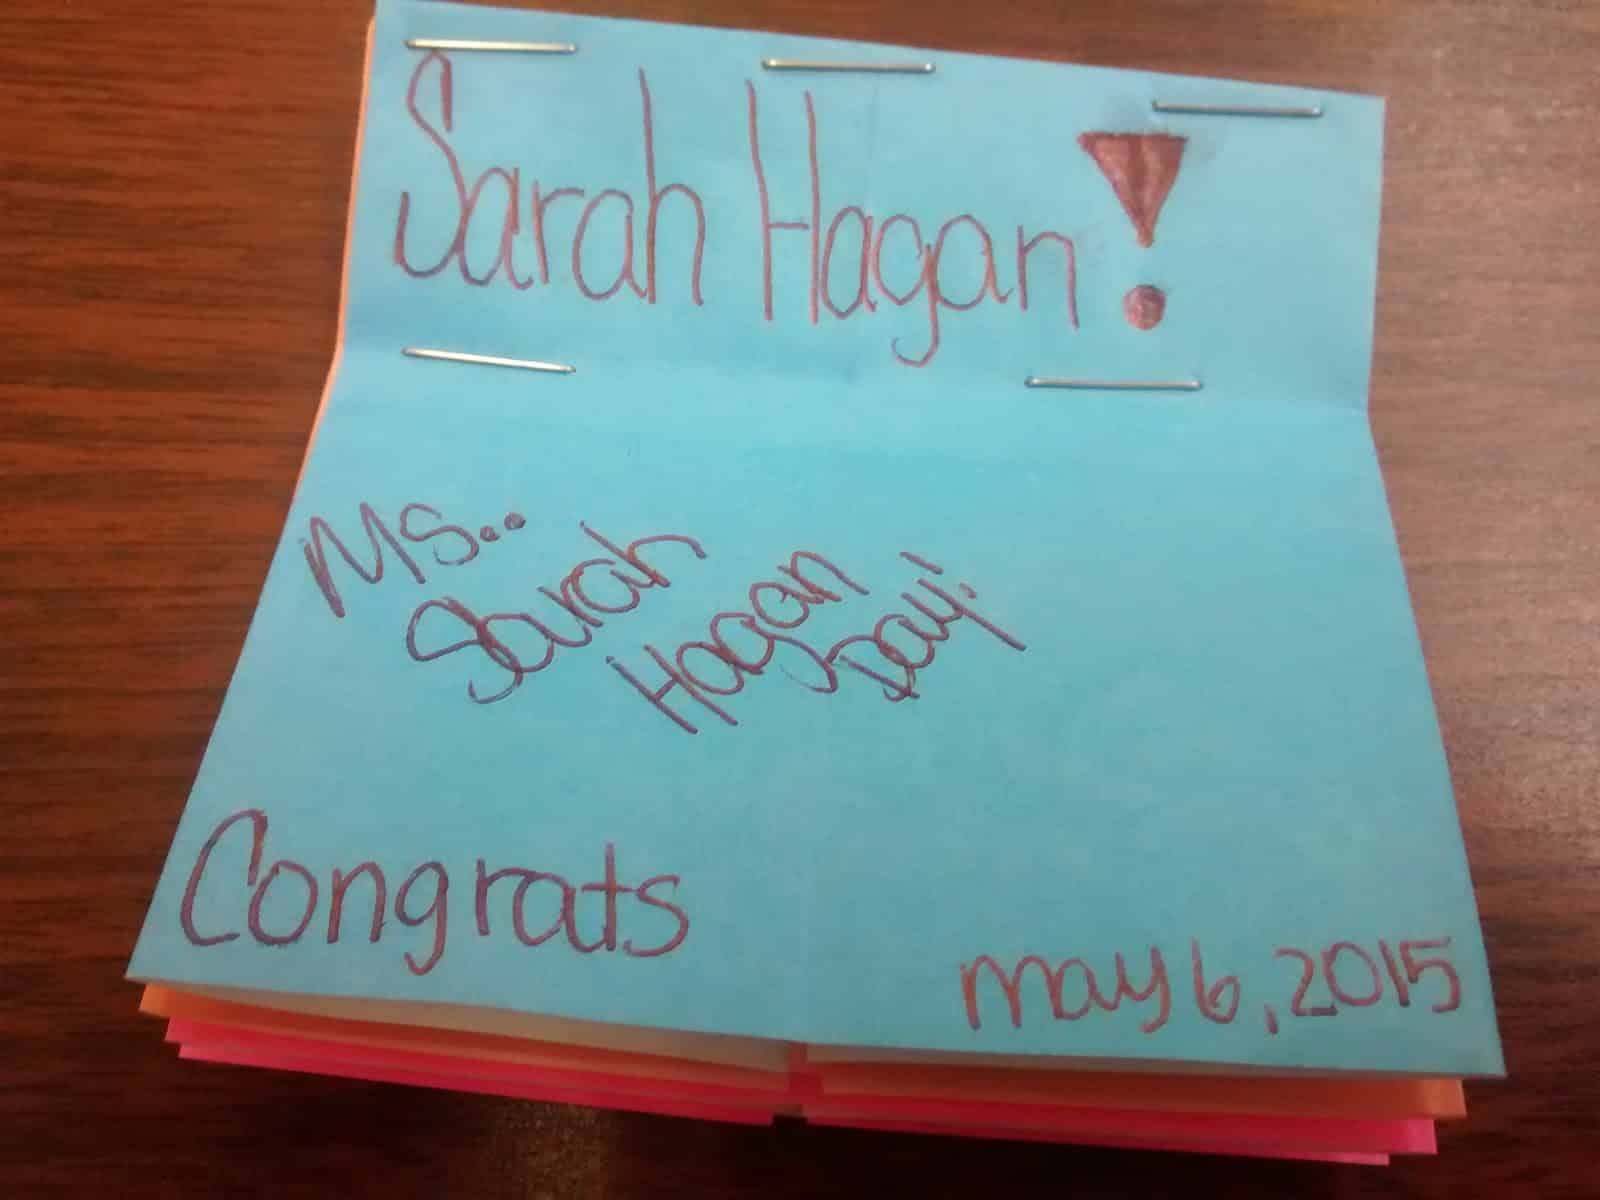 Sarah Hagan!
Ms..
Sarah
Hagan
Day!
Congrats
May 6, 2015